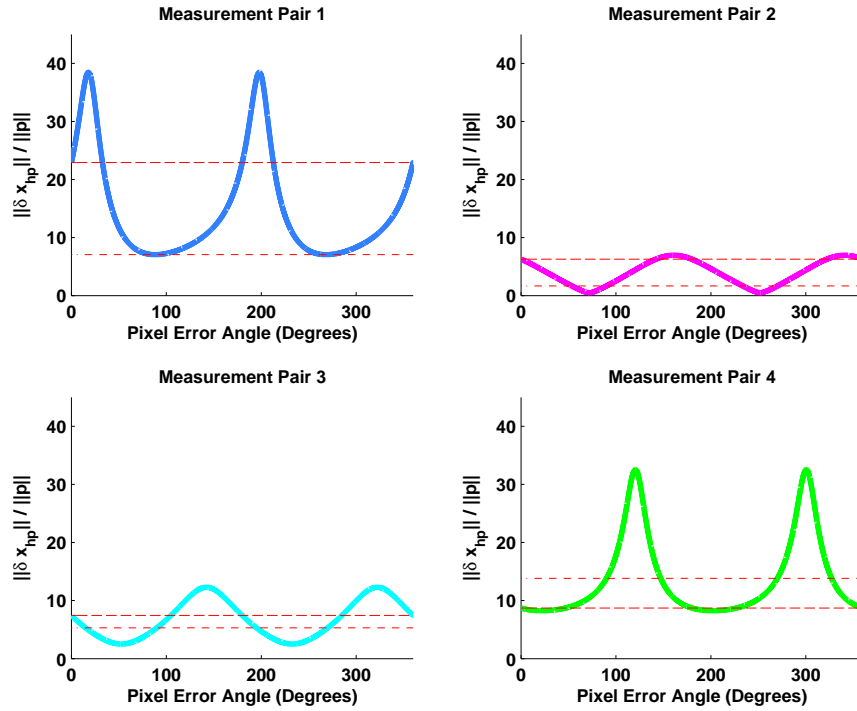 Measurement Pair 1
||δ x_hp|| / ||p||
40
30
20
10
0
0 100 200 300
Pixel Error Angle (Degrees)
Measurement Pair 2
||δ x_hp|| / ||p||
40
30
20
10
0
0 100 200 300
Pixel Error Angle (Degrees)
Measurement Pair 3
||δ x_hp|| / ||p||
40
30
20
10
0
0 100 200 300
Pixel Error Angle (Degrees)
Measurement Pair 4
||δ x_hp|| / ||p||
40
30
20
10
0
0 100 200 300
Pixel Error Angle (Degrees)